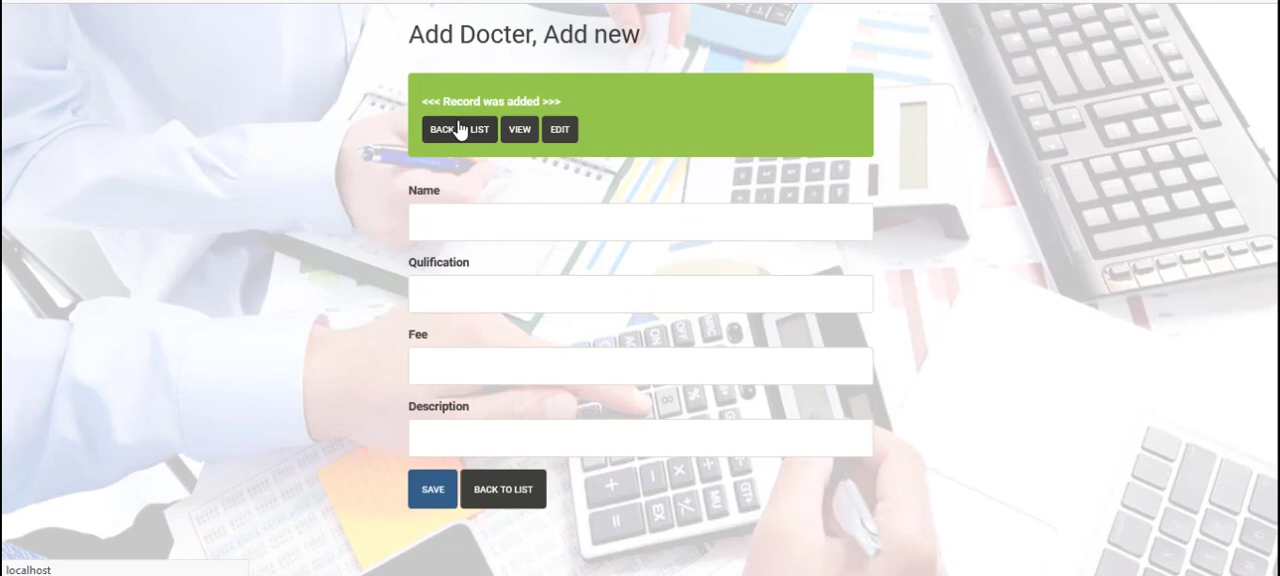 Add Docter, Add new
<<< Record was added >>>
BACK LIST VIEW EDIT
Name
Qulification
Fee
Description
SAVE BACK TO LIST
localhost